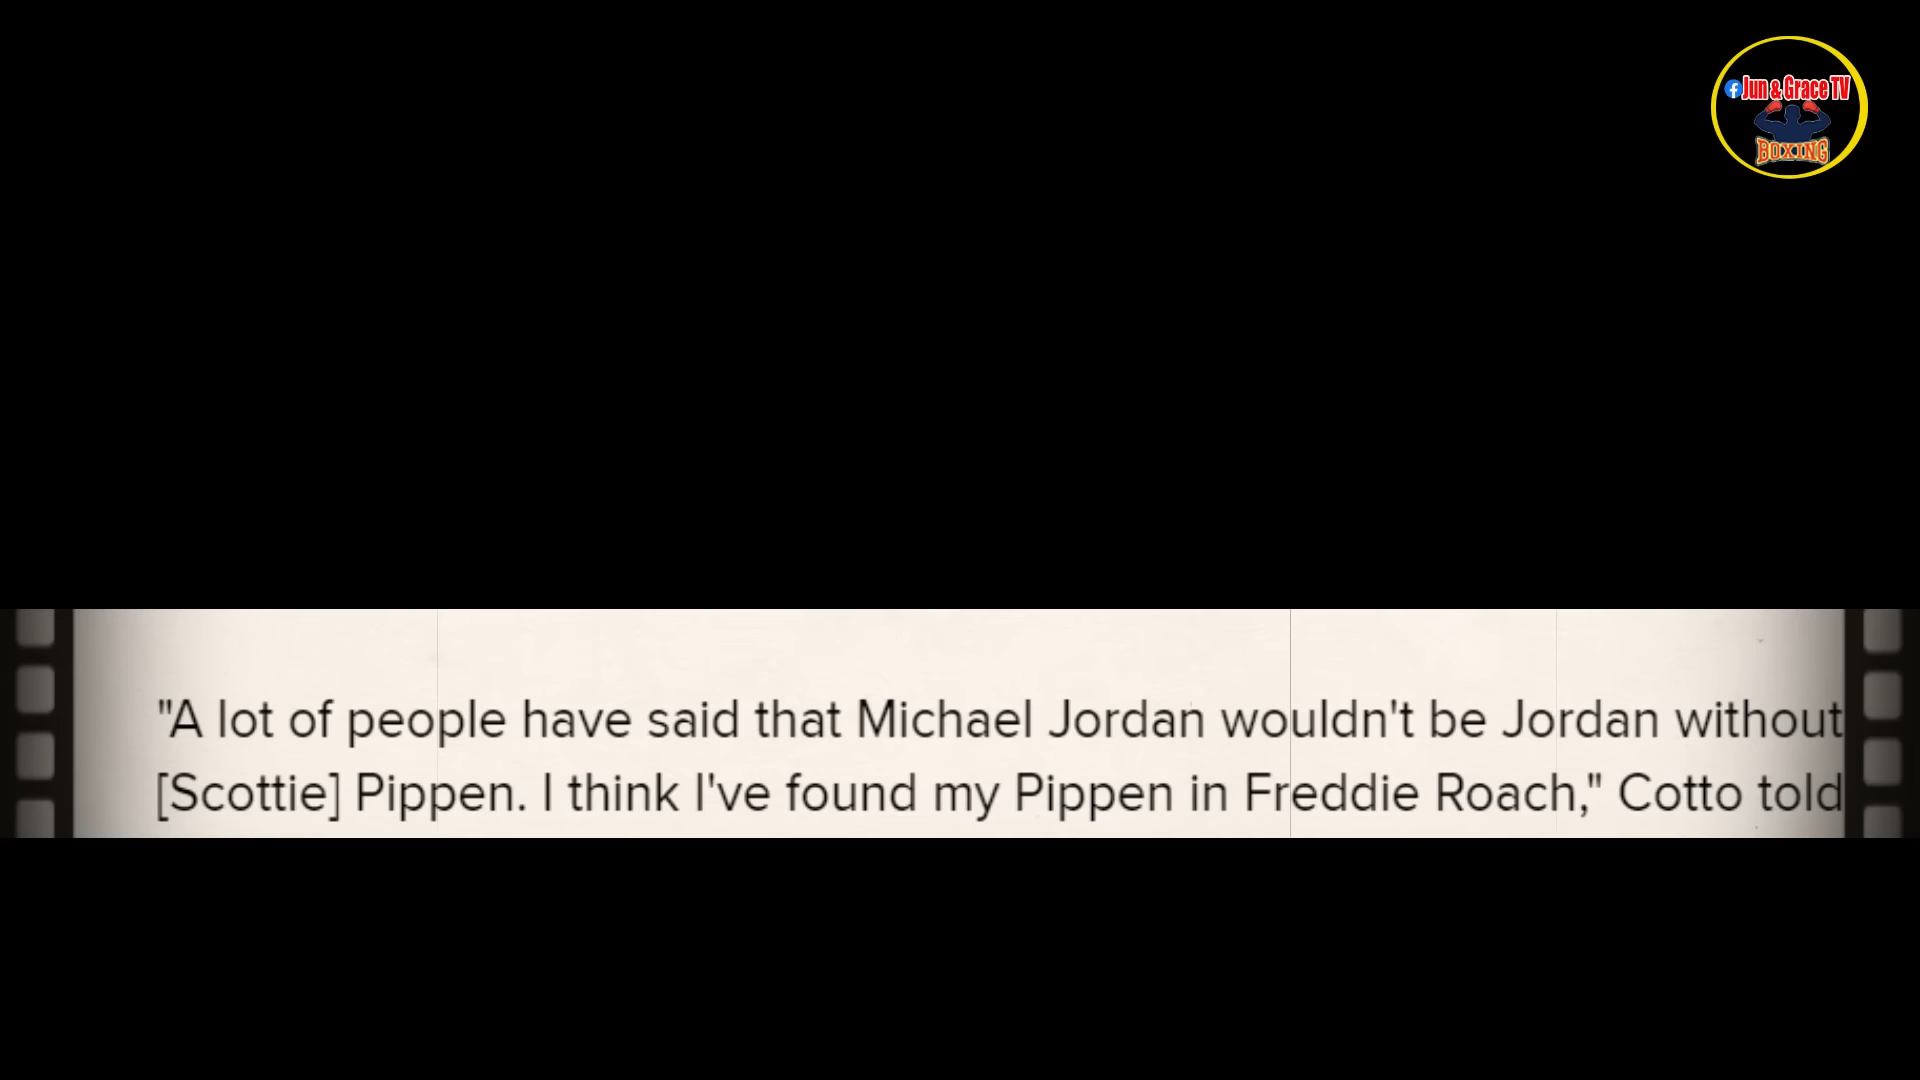 Jun & Grace TV
BOXING
"A lot of people have said that Michael Jordan wouldn't be Jordan without
[Scottie] Pippen. I think I've found my Pippen in Freddie Roach," Cotto told